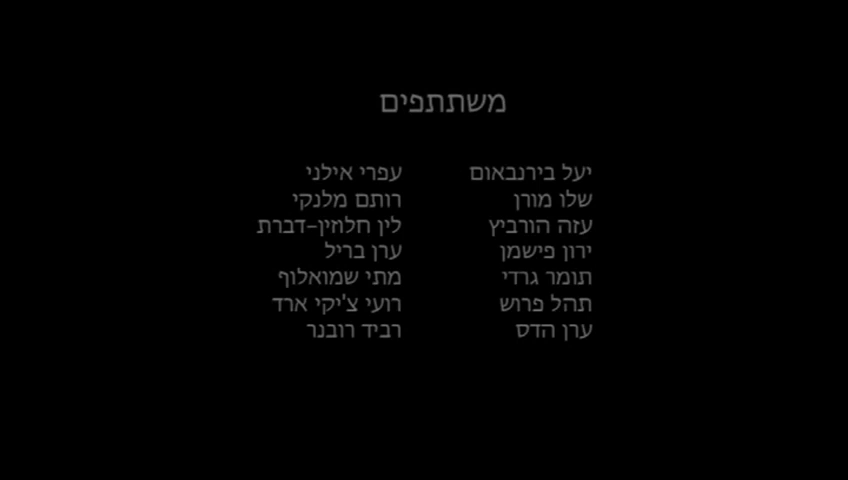 משתתפים
יעל בירנבאום
שלו מורן
עזה הורביץ
ירון פישמן
תומר גרדי
תהל פרוש
ערן הדס
עפרי אילני
רותם מלנקי
לין חלוזין-דברת
ערן בריל
מתי שמואלוף
רועי צ'יקי ארד
רביד רובנר